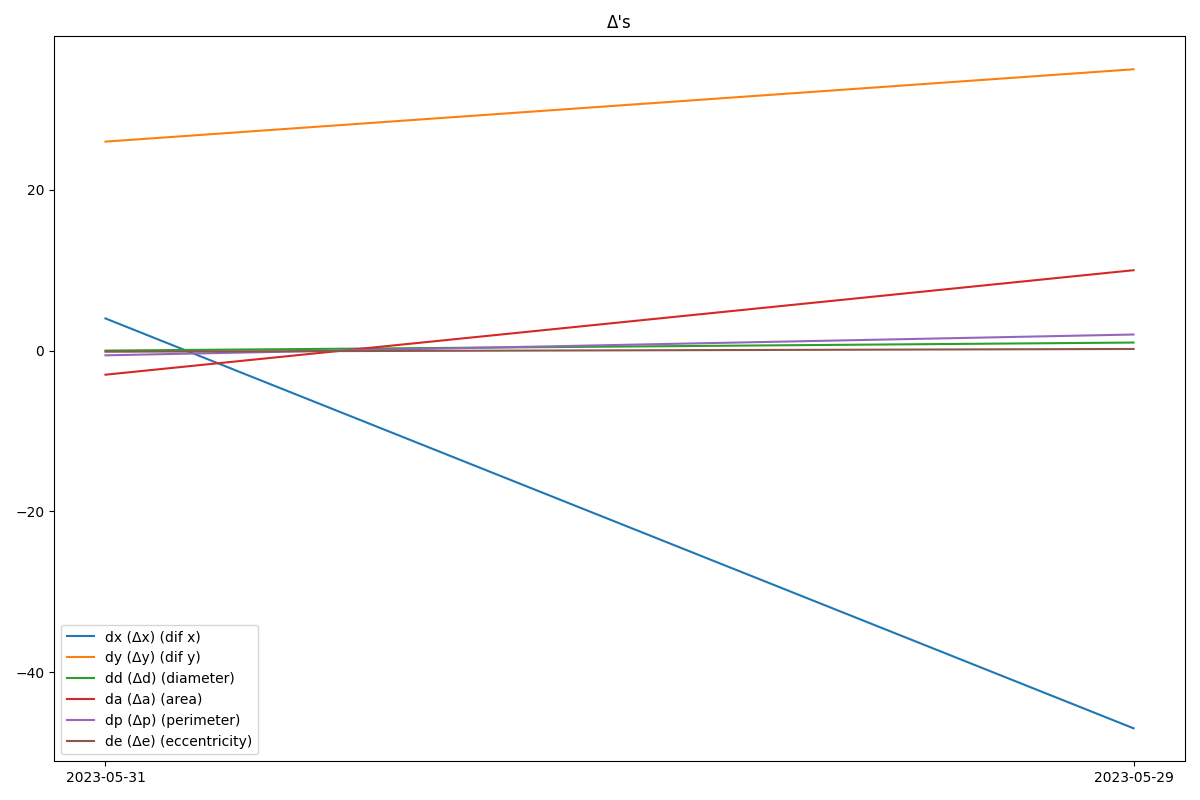 Δ's
20
0
−20
−40
dx (Δx) (dif x)
dy (Δy) (dif y)
dd (Δd) (diameter)
da (Δa) (area)
dp (Δp) (perimeter)
de (Δe) (eccentricity)
2023-05-31 2023-05-29